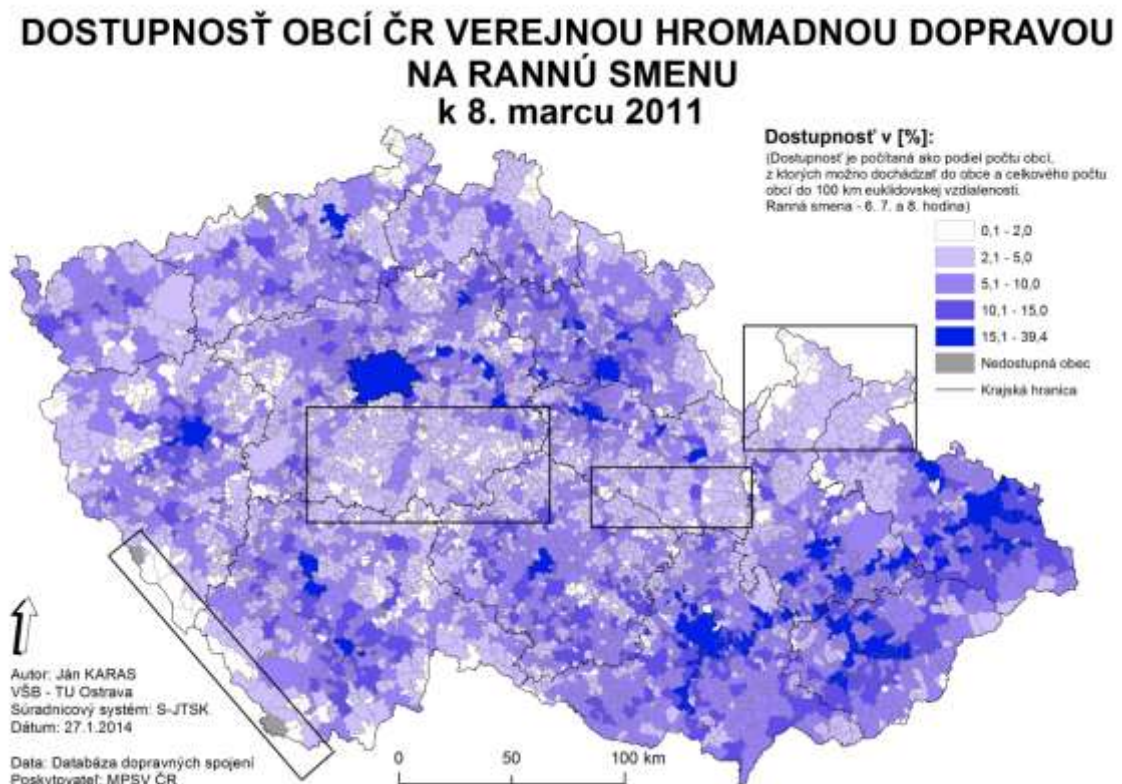 DOSTUPNOSŤ OBCÍ ČR VEREJNOU HROMADNOU DOPRAVOU
NA RANNÚ SMENU
k 8. marcu 2011
Dostupnosť v [%]:
(Dostupnosť je počítaná ako podiel počtu obcí,
z ktorých možno dochádzať do obce a celkového počtu
obcí do 100 km euklidovskej vzdialenosti.
Ranná smena - 6. 7. a 8. hodina)
0,1 - 2,0
2,1 - 5,0
5,1 - 10,0
10,1 - 15,0
15,1 - 39,4
Nedostupná obec
Krajská hranica
Autor: Ján KARAS
VŠB - TU Ostrava
Súradnicový systém: S-JTSK
Dátum: 27.1.2014
Data: Databáza dopravných spojení
Poskytovateľ: MPSV ČR
0 50 100 km